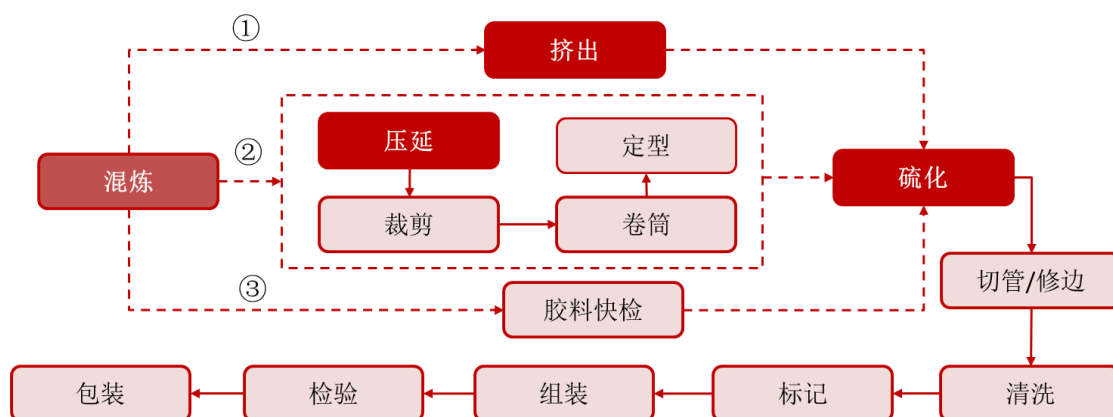 ①
挤出
②
混炼
压延
定型
裁剪
卷筒
硫化
③
胶料快检
切管/修边
包装
检验
组装
标记
清洗